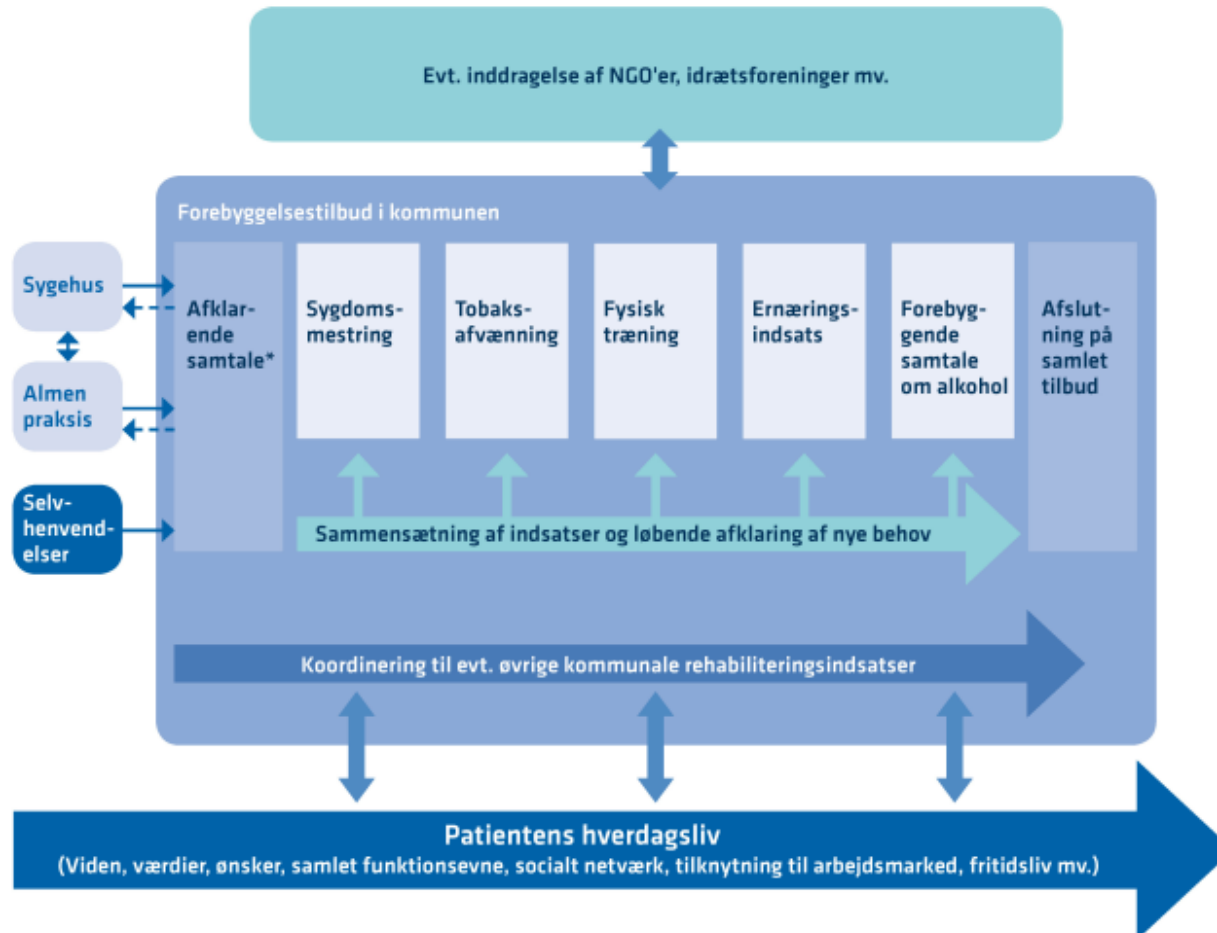 Evt. inddragelse af NGO'er, idrætsforeninger mv.
Forebyggelsestilbud i kommunen
Sygehus
Almen
praksis
Selv-
henvend-
elser
Afklar-
ende
samtale*
Sygdoms-
mestring
Tobaks-
afvænning
Fysisk
træning
Ernærings-
indsats
Forebyg-
gende
samtale
om alkohol
Afslut-
ning på
samlet
tilbud
Sammensætning af indsatser og løbende afklaring af nye behov
Koordinering til evt. øvrige kommunale rehabiliteringsindsatser
Patientens hverdagsliv
(Viden, værdier, ønsker, samlet funktionsevne, socialt netværk, tilknytning til arbejdsmarked, fritidsliv mv.)